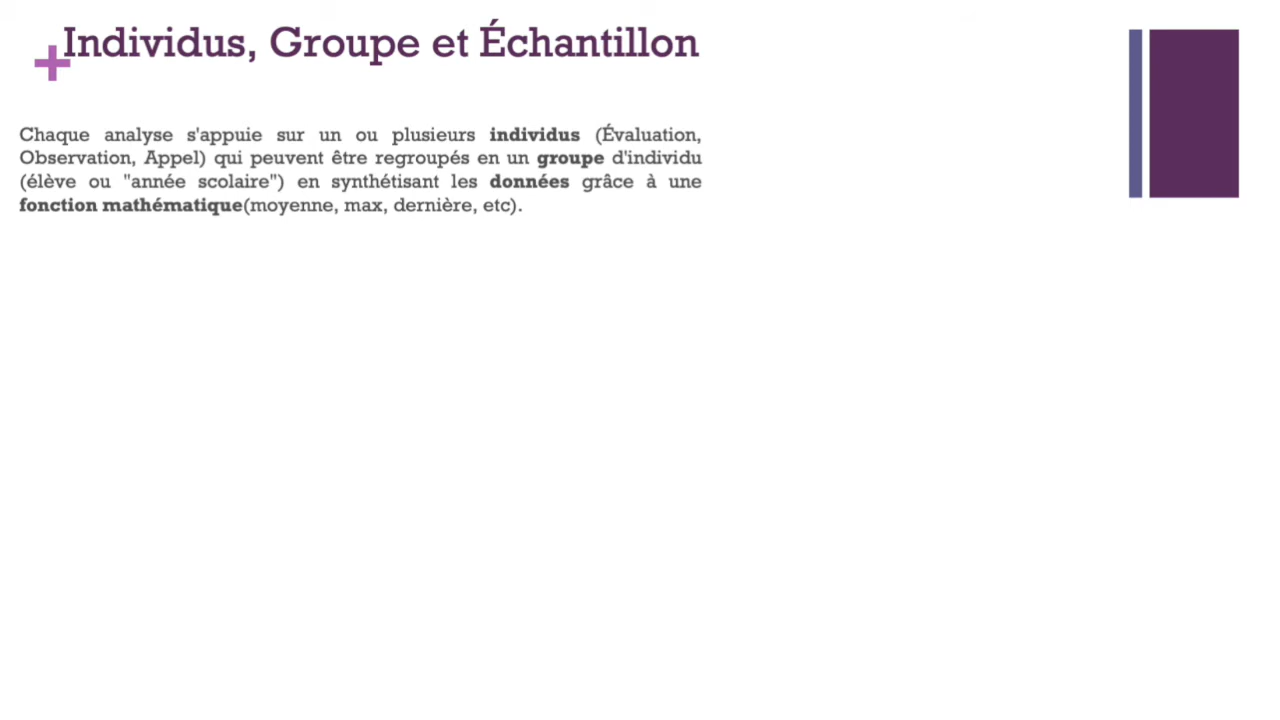 Individus, Groupe et Échantillon
Chaque analyse s'appuie sur un ou plusieurs individus (Évaluation,
Observation, Appel) qui peuvent être regroupés en un groupe d'individu
(élève ou "année scolaire") en synthétisant les données grâce à une
fonction mathématique(moyenne, max, dernière, etc).